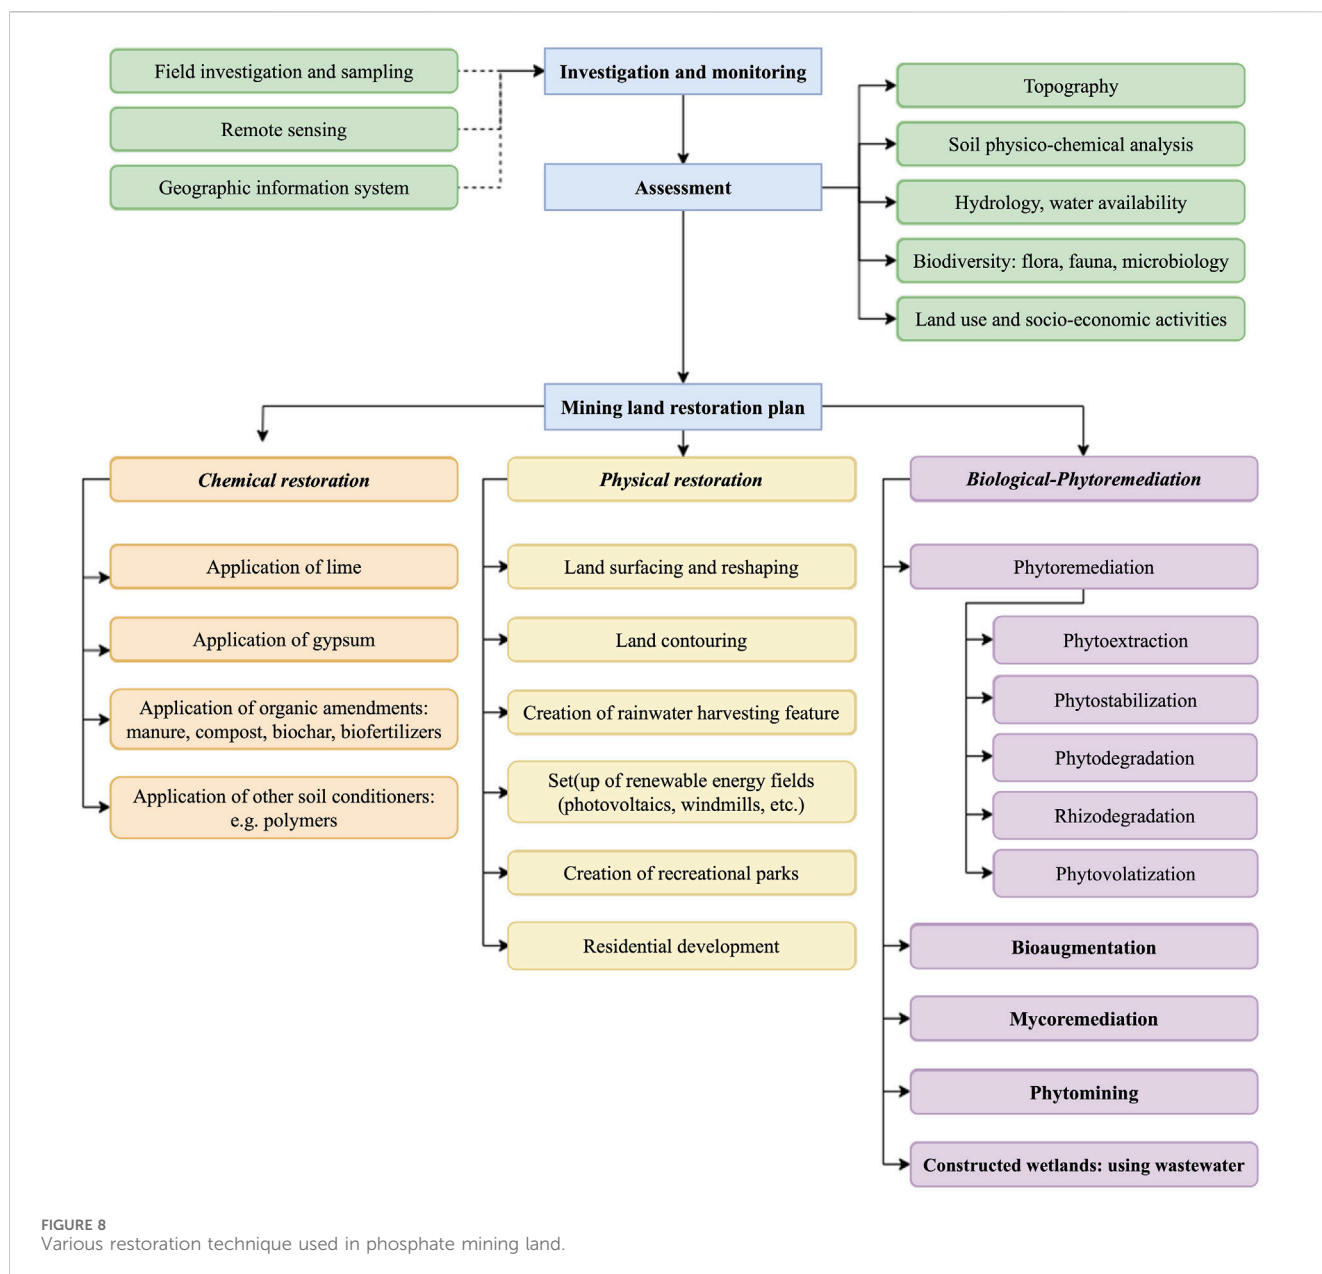 Field investigation and sampling
Remote sensing
Geographic information system
Investigation and monitoring
Assessment
Topography
Soil physico-chemical analysis
Hydrology, water availability
Biodiversity: flora, fauna, microbiology
Land use and socio-economic activities
Mining land restoration plan
Chemical restoration
Application of lime
Application of gypsum
Application of organic amendments:
manure, compost, biochar, biofertilizers
Application of other soil conditioners:
e.g. polymers
Physical restoration
Land surfacing and reshaping
Land contouring
Creation of rainwater harvesting feature
Set(up of renewable energy fields
(photovoltaics, windmills, etc.)
Creation of recreational parks
Residential development
Biological-Phytoremediation
Phytoremediation
Phytoextraction
Phytostabilization
Phytodegradation
Rhizodegradation
Phytovolatization
Bioaugmentation
Mycoremediation
Phytomining
Constructed wetlands: using wastewater
FIGURE 8
Various restoration technique used in phosphate mining land.